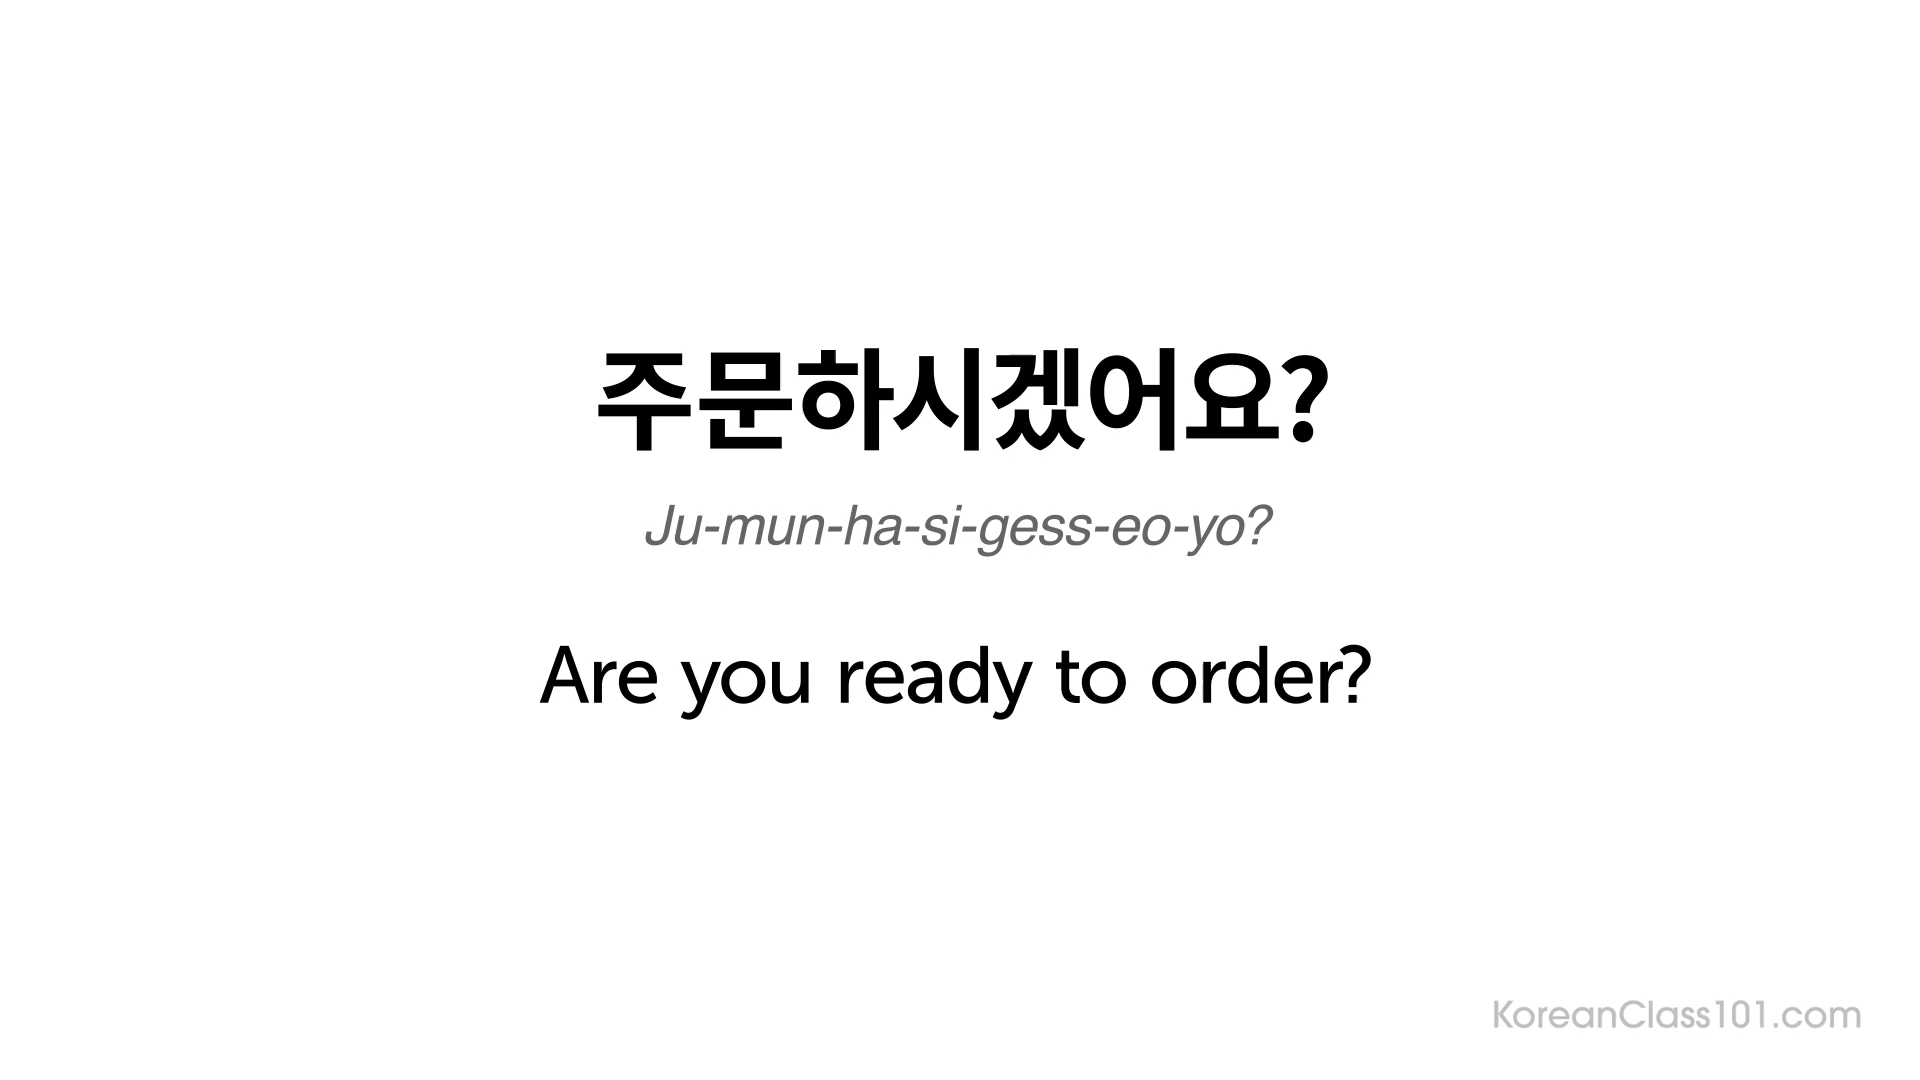 주문하시겠어요?
Ju-mun-ha-si-gess-eo-yo?
Are you ready to order?
KoreanClass101.com